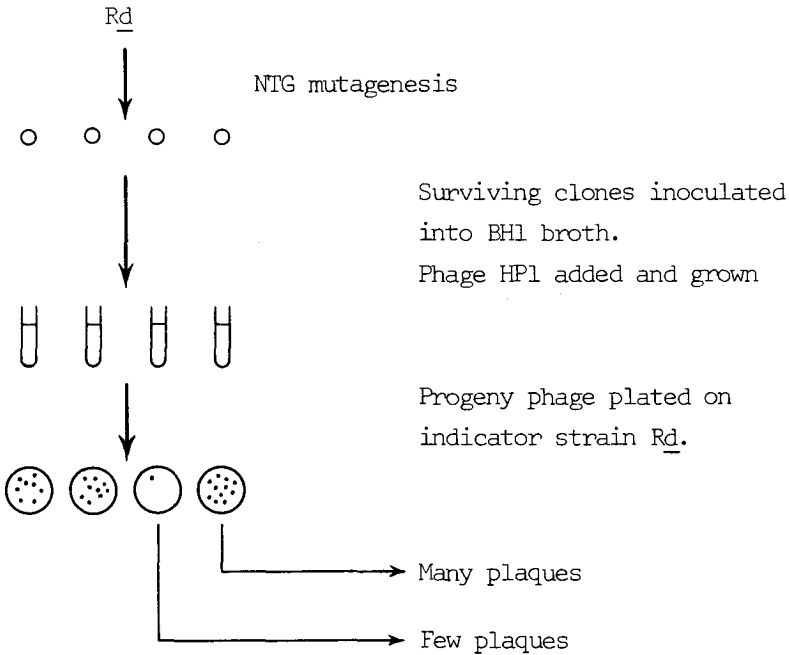 Rd
NTG mutagenesis
Surviving clones inoculated
into BHl broth.
Phage HPl added and grown
Progeny phage plated on
indicator strain Rd.
Many plaques
Few plaques